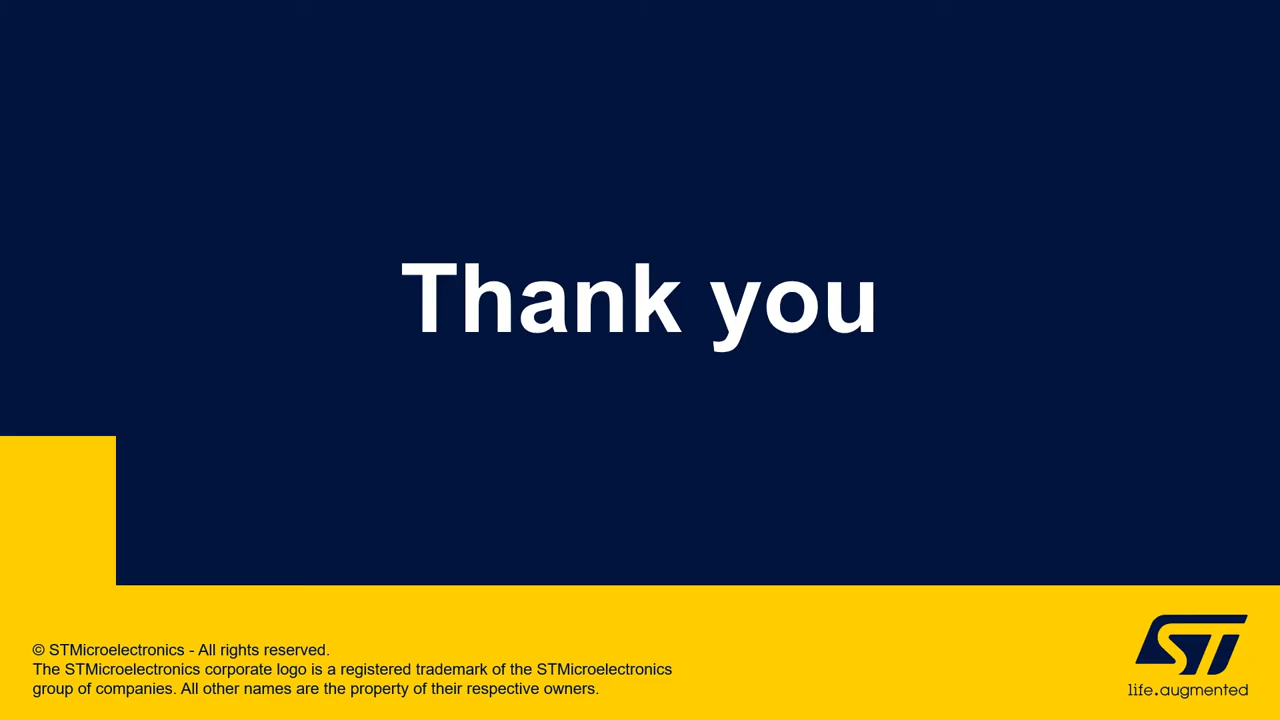 Thank you
© STMicroelectronics - All rights reserved.
The STMicroelectronics corporate logo is a registered trademark of the STMicroelectronics
group of companies. All other names are the property of their respective owners.
ST
life.augmented